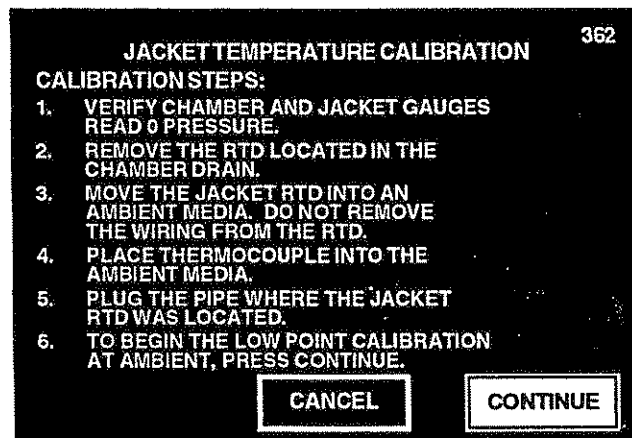 362
JACKET TEMPERATURE CALIBRATION
CALIBRATION STEPS:
1. VERIFY CHAMBER AND JACKET GAUGES
READ 0 PRESSURE.
2. REMOVE THE RTD LOCATED IN THE
CHAMBER DRAIN.
3. MOVE THE JACKET RTD INTO AN
AMBIENT MEDIA. DO NOT REMOVE
THE WIRING FROM THE RTD.
4. PLACE THERMOCOUPLE INTO THE
AMBIENT MEDIA.
5. PLUG THE PIPE WHERE THE JACKET
RTD WAS LOCATED.
6. TO BEGIN THE LOW POINT CALIBRATION
AT AMBIENT, PRESS CONTINUE.
CANCEL CONTINUE